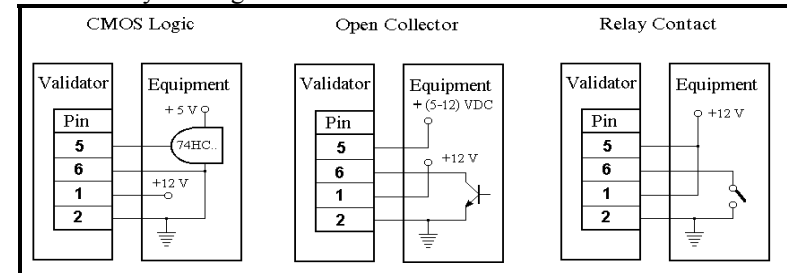 CMOS Logic Open Collector Relay Contact
Validator Equipment Validator Equipment Validator Equipment
+ 5 V + (5-12) VDC +12 V
Pin Pin Pin
5 74HC.. 5 5
6 +12 V 6 +12 V 6
1 1 1
2 2 2